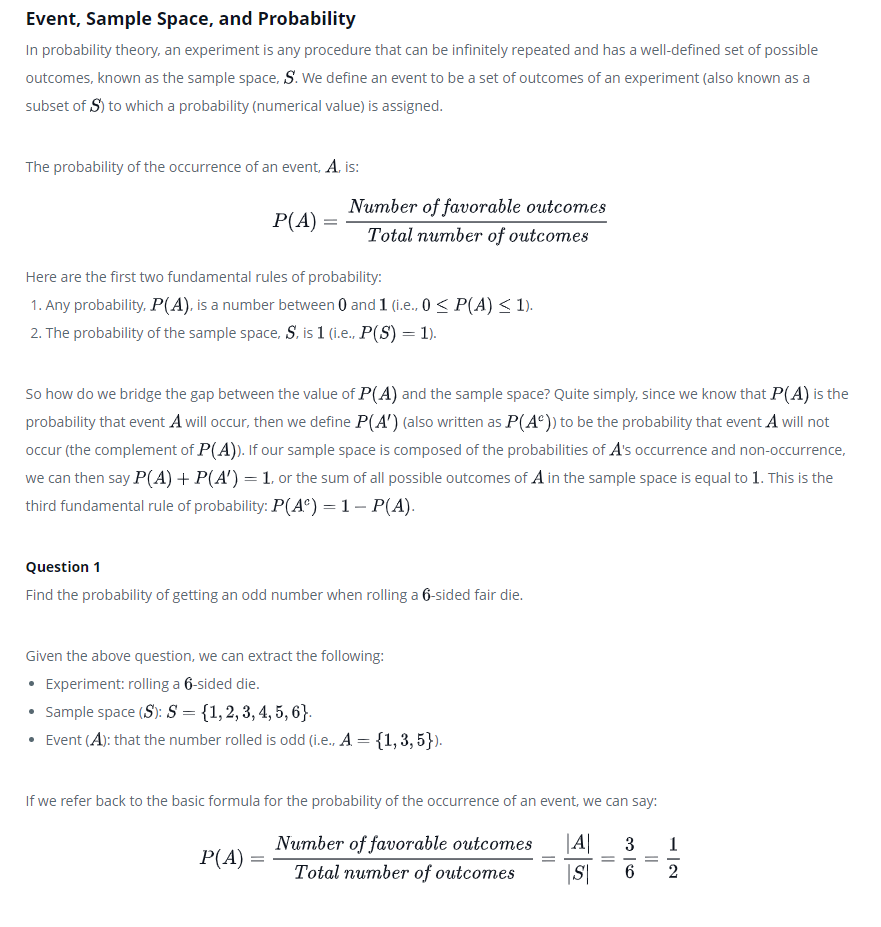 Event, Sample Space, and Probability
In probability theory, an experiment is any procedure that can be infinitely repeated and has a well-defined set of possible
outcomes, known as the sample space, S. We define an event to be a set of outcomes of an experiment (also known as a
subset of S) to which a probability (numerical value) is assigned.
The probability of the occurrence of an event, A, is:
P(A) = Number of favorable outcomes / Total number of outcomes
Here are the first two fundamental rules of probability:
1. Any probability, P(A), is a number between 0 and 1 (i.e., 0 ≤ P(A) ≤ 1).
2. The probability of the sample space, S, is 1 (i.e., P(S) = 1).
So how do we bridge the gap between the value of P(A) and the sample space? Quite simply, since we know that P(A) is the
probability that event A will occur, then we define P(A′) (also written as P(Aᶜ)) to be the probability that event A will not
occur (the complement of P(A)). If our sample space is composed of the probabilities of A's occurrence and non-occurrence,
we can then say P(A) + P(A′) = 1, or the sum of all possible outcomes of A in the sample space is equal to 1. This is the
third fundamental rule of probability: P(Aᶜ) = 1 − P(A).
Question 1
Find the probability of getting an odd number when rolling a 6-sided fair die.
Given the above question, we can extract the following:
• Experiment: rolling a 6-sided die.
• Sample space (S): S = {1, 2, 3, 4, 5, 6}.
• Event (A): that the number rolled is odd (i.e., A = {1, 3, 5}).
If we refer back to the basic formula for the probability of the occurrence of an event, we can say:
P(A) = Number of favorable outcomes / Total number of outcomes = |A| / |S| = 3 / 6 = 1 / 2